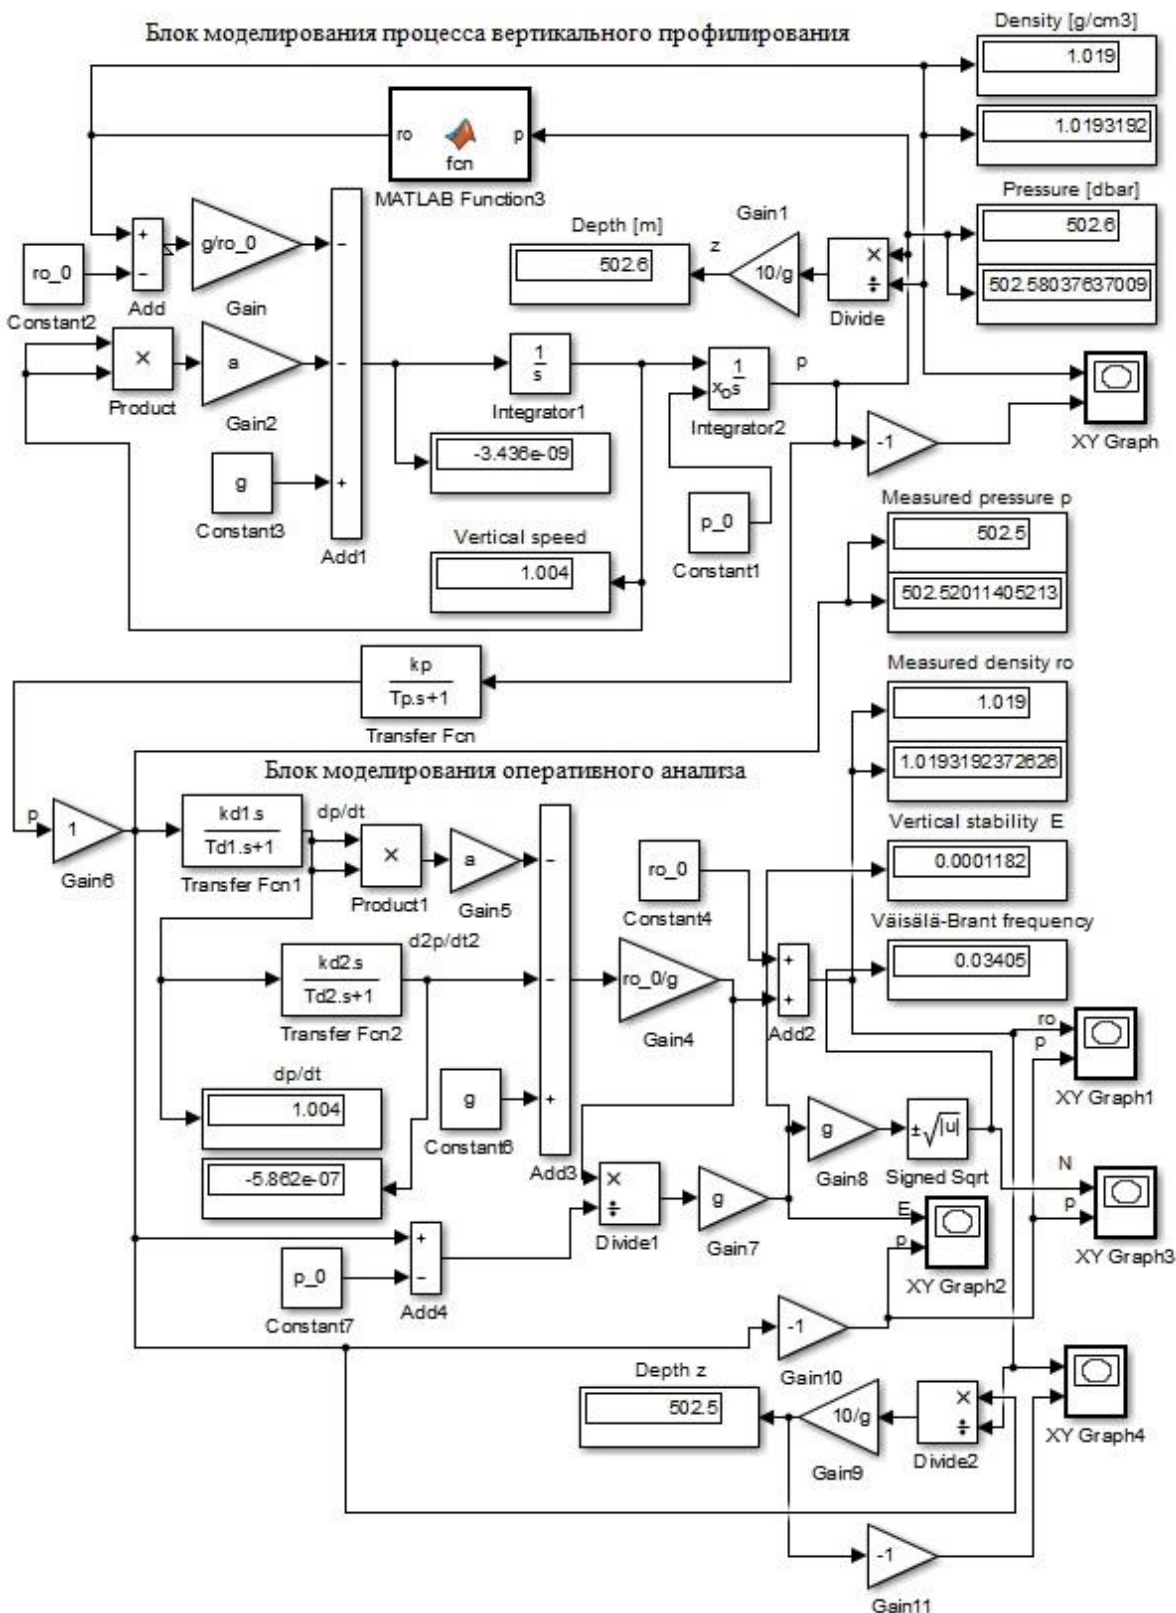 Блок моделирования процесса вертикального профилирования
Density [g/cm3]
1.019
1.0193192
ro
fcn
p
MATLAB Function3
Pressure [dbar]
502.6
502.58037637009
ro_0
Constant2
+
−
Add
g/ro_0
Gain
−
Depth [m]
502.6
z
Gain1
10/g
×
÷
Divide
×
Product
a
Gain2
−
1
s
Integrator1
xo
1
s
Integrator2
p
-1
XY Graph
-3.436e-09
g
Constant3
+
Add1
p_0
Constant1
Vertical speed
1.004
Measured pressure p
502.5
502.52011405213
kp
Tp.s+1
Transfer Fcn
Measured density ro
1.019
1.0193192372626
Блок моделирования оперативного анализа
p
1
Gain6
kd1.s
Td1.s+1
Transfer Fcn1
dp/dt
×
Product1
a
Gain5
−
ro_0
Constant4
Vertical stability E
0.0001182
Väisälä-Brant frequency
0.03405
kd2.s
Td2.s+1
Transfer Fcn2
d2p/dt2
−
ro_0/g
Gain4
+
+
Add2
ro
p
XY Graph1
dp/dt
1.004
-5.862e-07
g
Constant6
+
Add3
g
Gain8
±√|u|
Signed Sqrt
×
÷
Divide1
g
Gain7
E
p
XY Graph2
N
p
XY Graph3
p_0
Constant7
+
−
Add4
-1
Gain10
Depth z
502.5
10/g
Gain9
×
÷
Divide2
XY Graph4
-1
Gain11